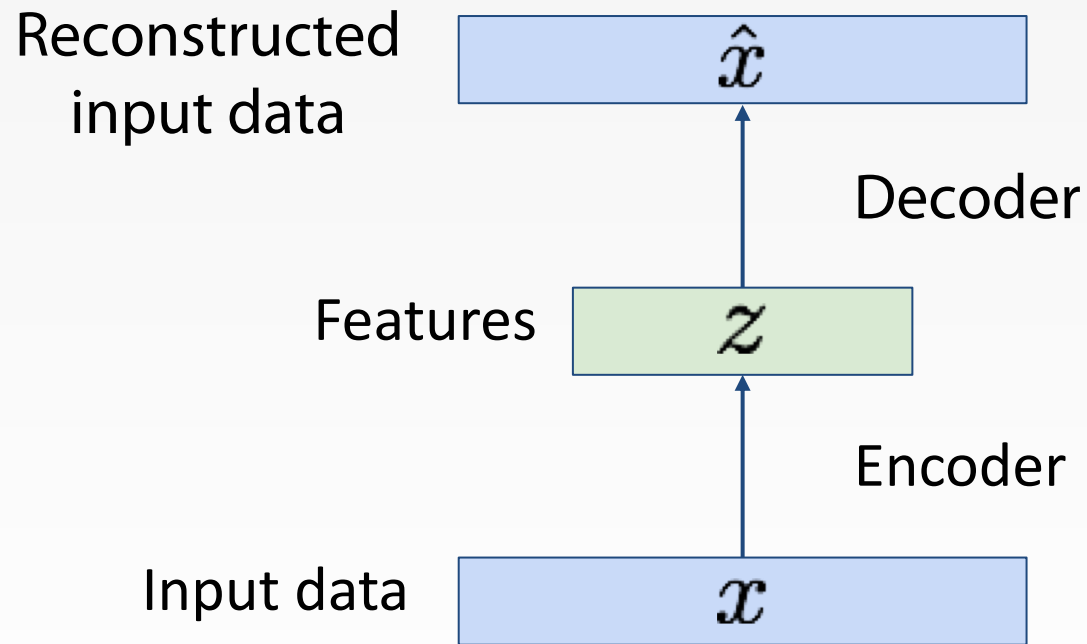 Reconstructed
input data
x̂
Decoder
Features
z
Encoder
Input data
x